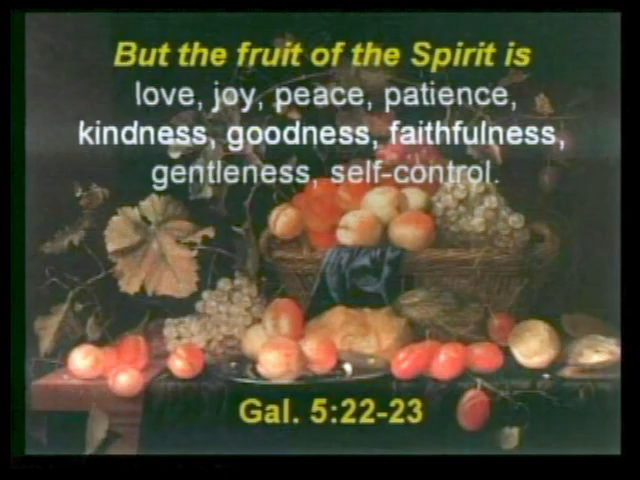 But the fruit of the Spirit is
love, joy, peace, patience,
kindness, goodness, faithfulness,
gentleness, self-control.
Gal. 5:22-23